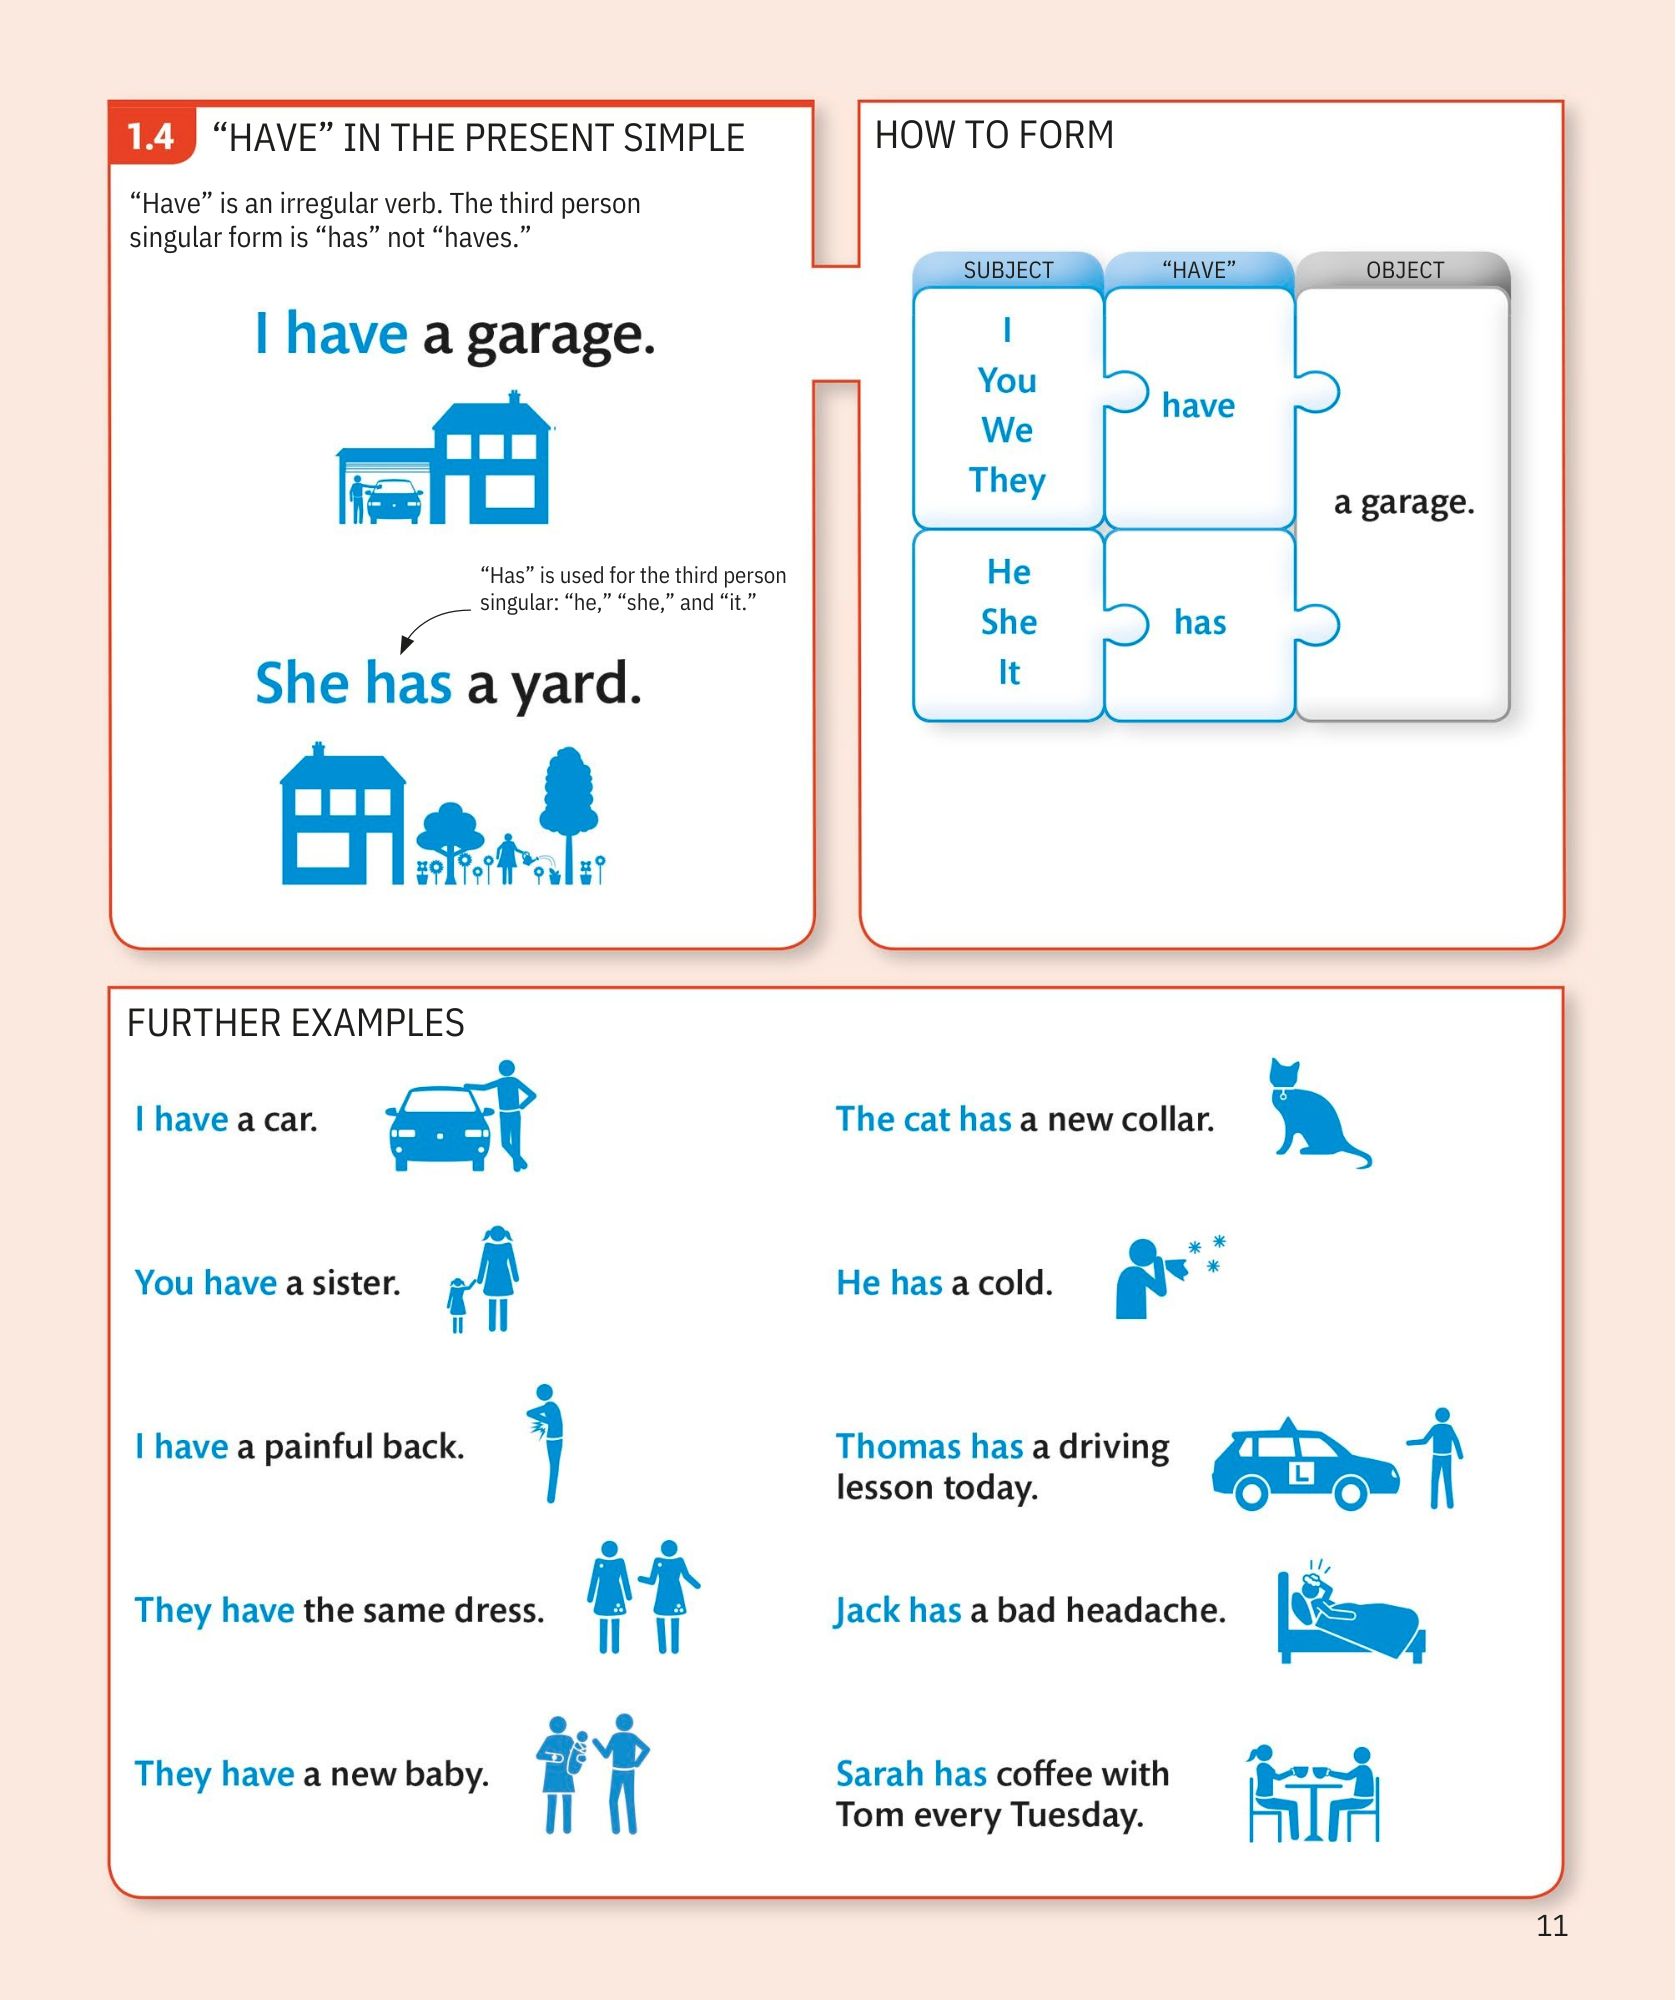 1.4 “HAVE” IN THE PRESENT SIMPLE
“Have” is an irregular verb. The third person
singular form is “has” not “haves.”
I have a garage.
“Has” is used for the third person
singular: “he,” “she,” and “it.”
She has a yard.
HOW TO FORM
SUBJECT “HAVE” OBJECT
I
You
We
They
have
He
She
It
has
a garage.
FURTHER EXAMPLES
I have a car.
You have a sister.
I have a painful back.
They have the same dress.
They have a new baby.
The cat has a new collar.
He has a cold.
Thomas has a driving
lesson today.
L
Jack has a bad headache.
Sarah has coffee with
Tom every Tuesday.
11